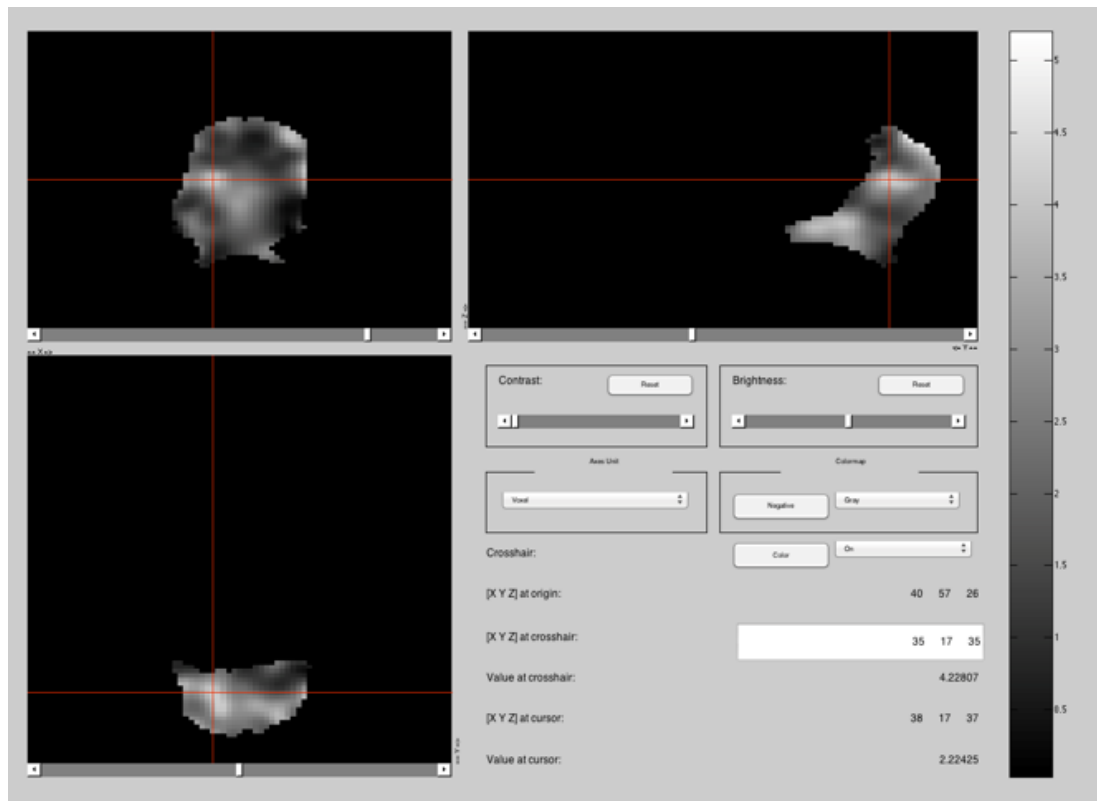 5
4.5
4
3.5
3
2.5
2
1.5
1
0.5
<= X =>
<= Y =>
Contrast:
Reset
Brightness:
Reset
Axes Unit
Voxel
Colormap
Negative
Gray
Crosshair:
Color
On
[X Y Z] at origin:
40 57 26
[X Y Z] at crosshair:
35 17 35
Value at crosshair:
4.22807
[X Y Z] at cursor:
38 17 37
Value at cursor:
2.22425